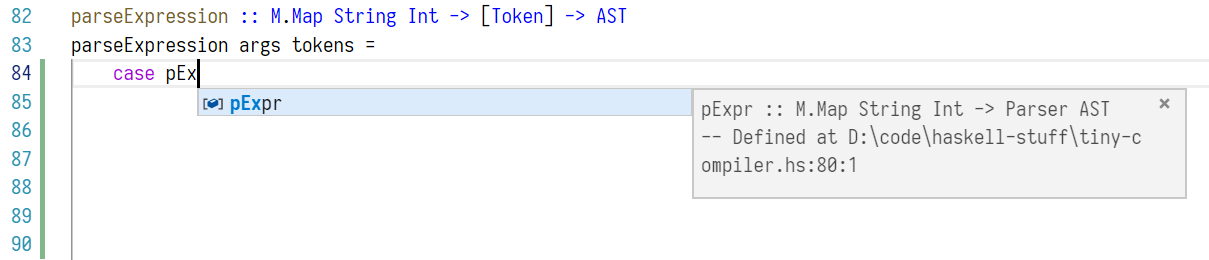 82 parseExpression :: M.Map String Int -> [Token] -> AST
83 parseExpression args tokens =
84 case pEx
85 pExpr
pExpr :: M.Map String Int -> Parser AST ×
-- Defined at D:\code\haskell-stuff\tiny-c
ompiler.hs:80:1
86
87
88
89
90